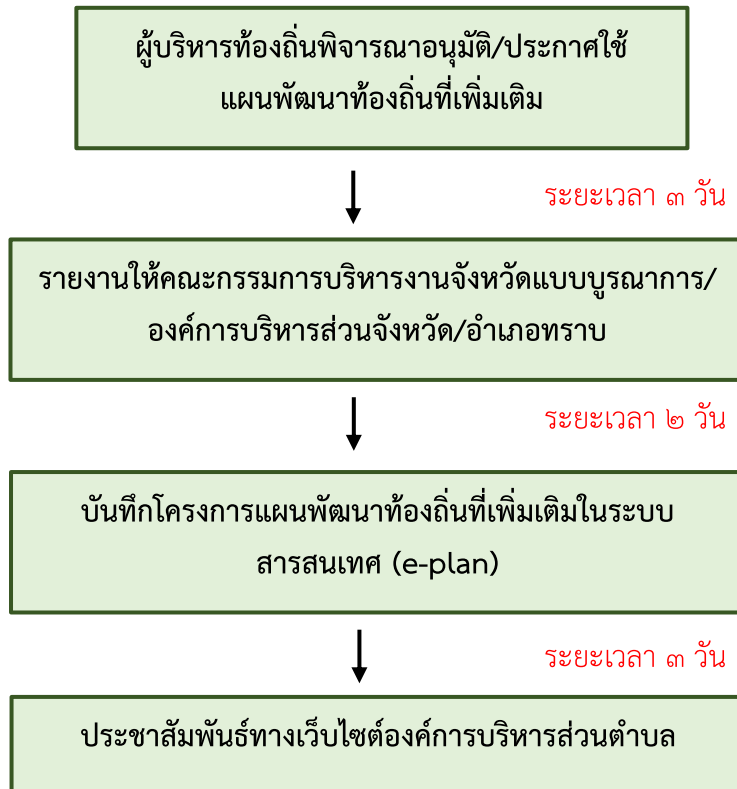 ผู้บริหารท้องถิ่นพิจารณาอนุมัติ/ประกาศใช้
แผนพัฒนาท้องถิ่นที่เพิ่มเติม
ระยะเวลา ๓ วัน
รายงานให้คณะกรรมการบริหารงานจังหวัดแบบบูรณาการ/
องค์การบริหารส่วนจังหวัด/อำเภอทราบ
ระยะเวลา ๒ วัน
บันทึกโครงการแผนพัฒนาท้องถิ่นที่เพิ่มเติมในระบบ
สารสนเทศ (e-plan)
ระยะเวลา ๓ วัน
ประชาสัมพันธ์ทางเว็บไซต์องค์การบริหารส่วนตำบล